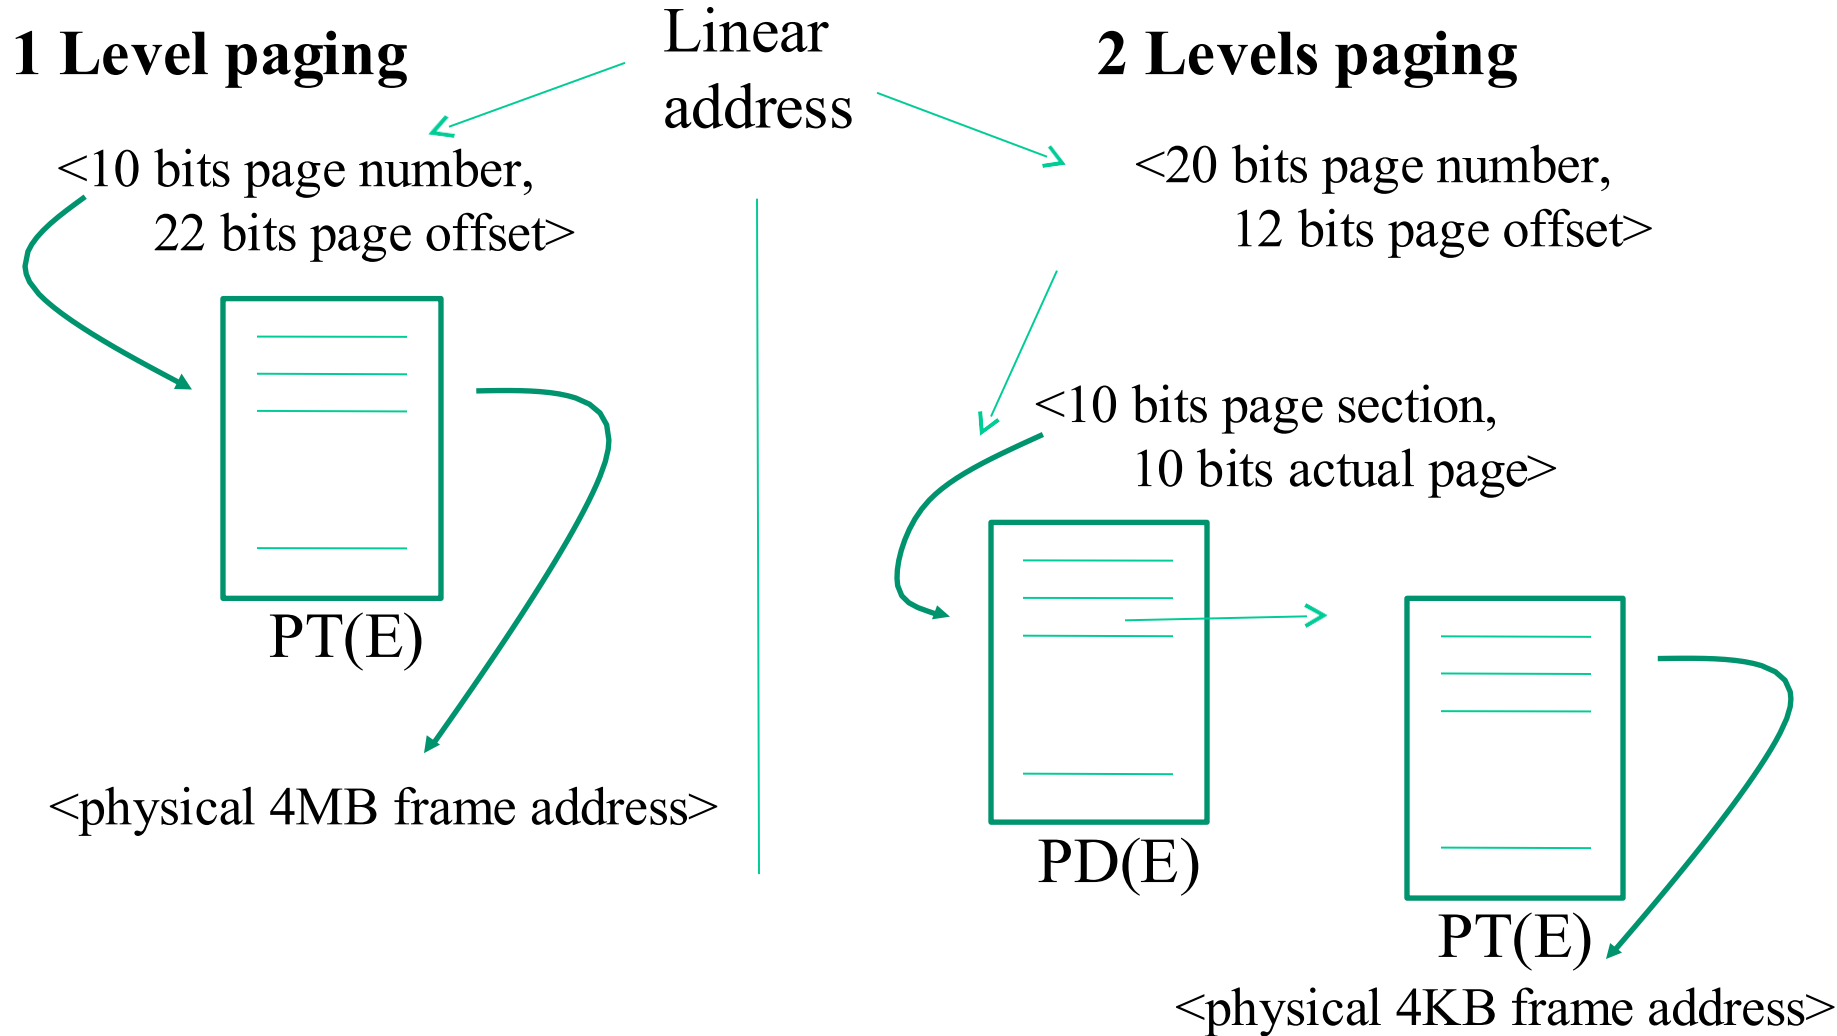 1 Level paging
Linear
address
2 Levels paging
<10 bits page number,
22 bits page offset>
PT(E)
<physical 4MB frame address>
<20 bits page number,
12 bits page offset>
<10 bits page section,
10 bits actual page>
PD(E)
PT(E)
<physical 4KB frame address>